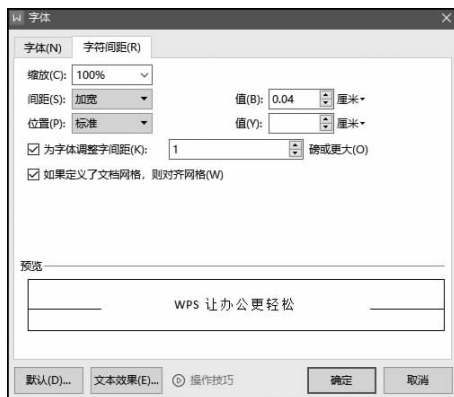 W 字体
字体(N) 字符间距(R)
缩放(C): 100%
间距(S): 加宽 值(B): 0.04 厘米
位置(P): 标准 值(Y): 厘米
为字体调整字间距(K): 1 磅或更大(O)
如果定义了文档网格，则对齐网格(W)
预览
WPS 让办公更轻松
默认(D)... 文本效果(E)... 操作技巧 确定 取消